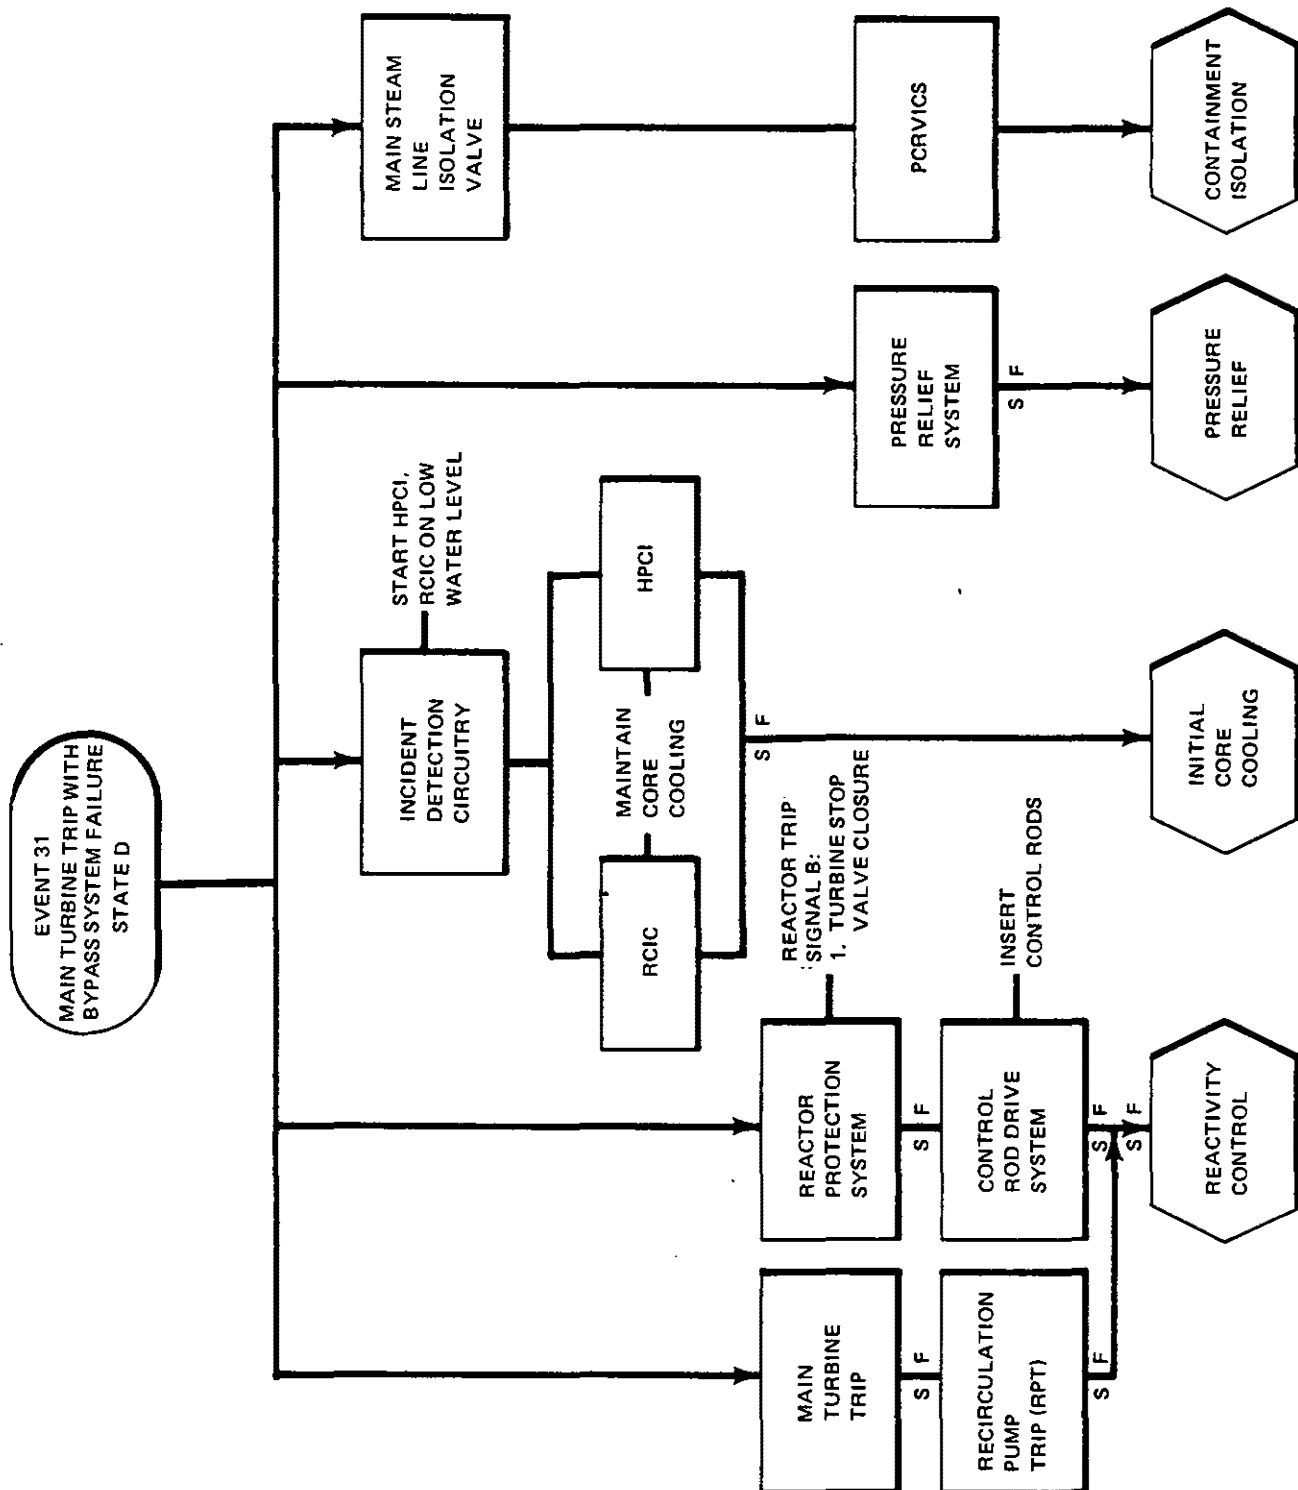 EVENT 31
MAIN TURBINE TRIP WITH
BYPASS SYSTEM FAILURE
STATE D
MAIN TURBINE TRIP
S F
RECIRCULATION
PUMP
TRIP (RPT)
S F
REACTOR
PROTECTION
SYSTEM
REACTOR TRIP
SIGNAL B:
1. TURBINE STOP
VALVE CLOSURE
S F
CONTROL
ROD DRIVE
SYSTEM
INSERT
CONTROL RODS
S F
S F
REACTIVITY
CONTROL
INCIDENT
DETECTION
CIRCUITRY
START HPCI,
RCIC ON LOW
WATER LEVEL
RCIC
MAINTAIN
CORE
COOLING
HPCI
S F
INITIAL
CORE
COOLING
PRESSURE
RELIEF
SYSTEM
S F
PRESSURE
RELIEF
MAIN STEAM
LINE
ISOLATION
VALVE
PCRVICS
CONTAINMENT
ISOLATION